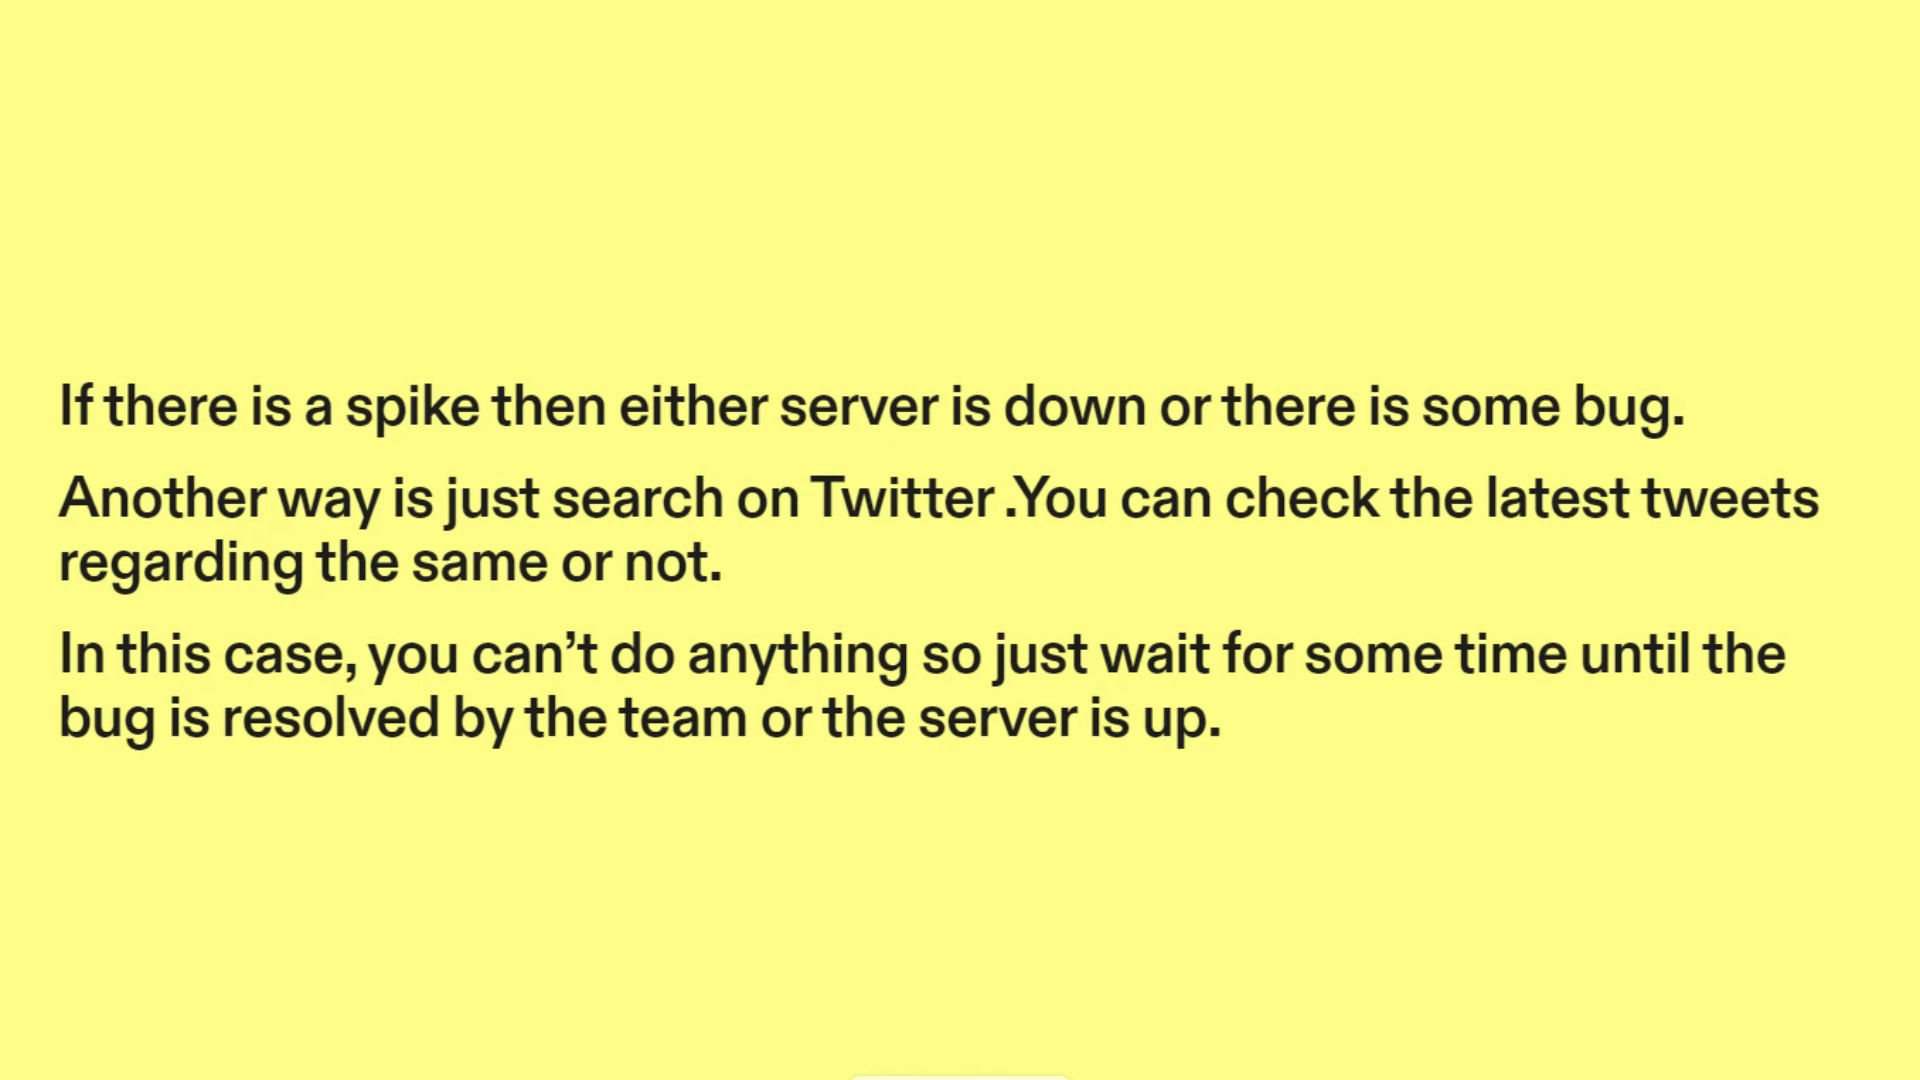 If there is a spike then either server is down or there is some bug.
Another way is just search on Twitter .You can check the latest tweets
regarding the same or not.
In this case, you can’t do anything so just wait for some time until the
bug is resolved by the team or the server is up.